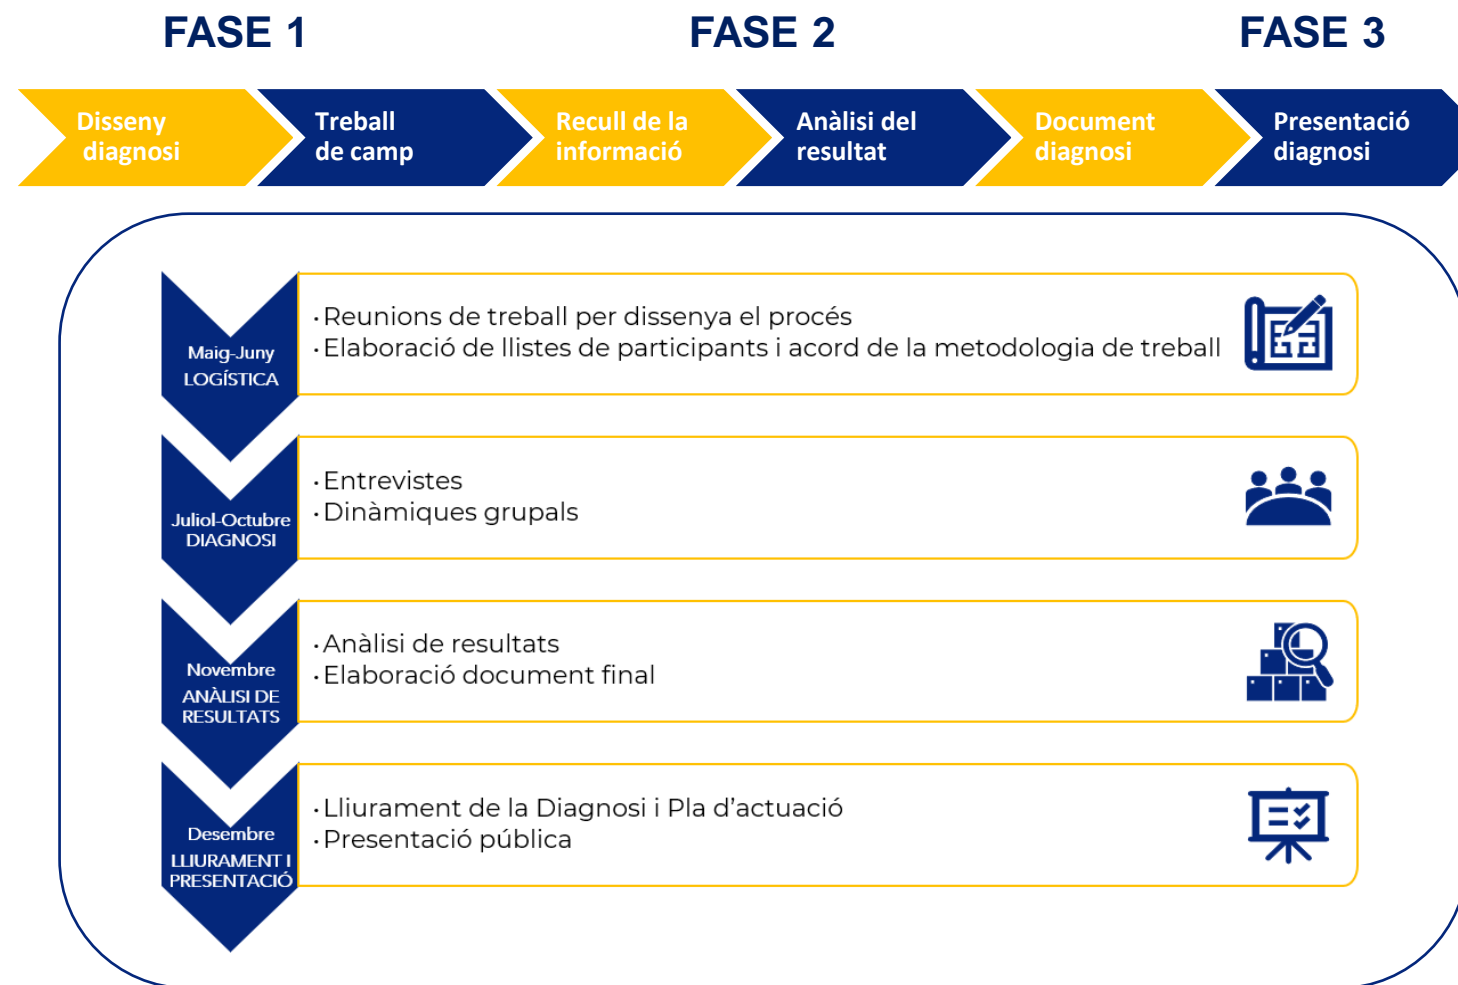 FASE 1
FASE 2
FASE 3
Disseny
diagnosi
Treball
de camp
Recull de la
informació
Anàlisi del
resultat
Document
diagnosi
Presentació
diagnosi
Maig-Juny
LOGÍSTICA
·Reunions de treball per dissenya el procés
·Elaboració de llistes de participants i acord de la metodologia de treball
Juliol-Octubre
DIAGNOSI
·Entrevistes
·Dinàmiques grupals
Novembre
ANÀLISI DE
RESULTATS
·Anàlisi de resultats
·Elaboració document final
Desembre
LLIURAMENT I
PRESENTACIÓ
·Lliurament de la Diagnosi i Pla d’actuació
·Presentació pública